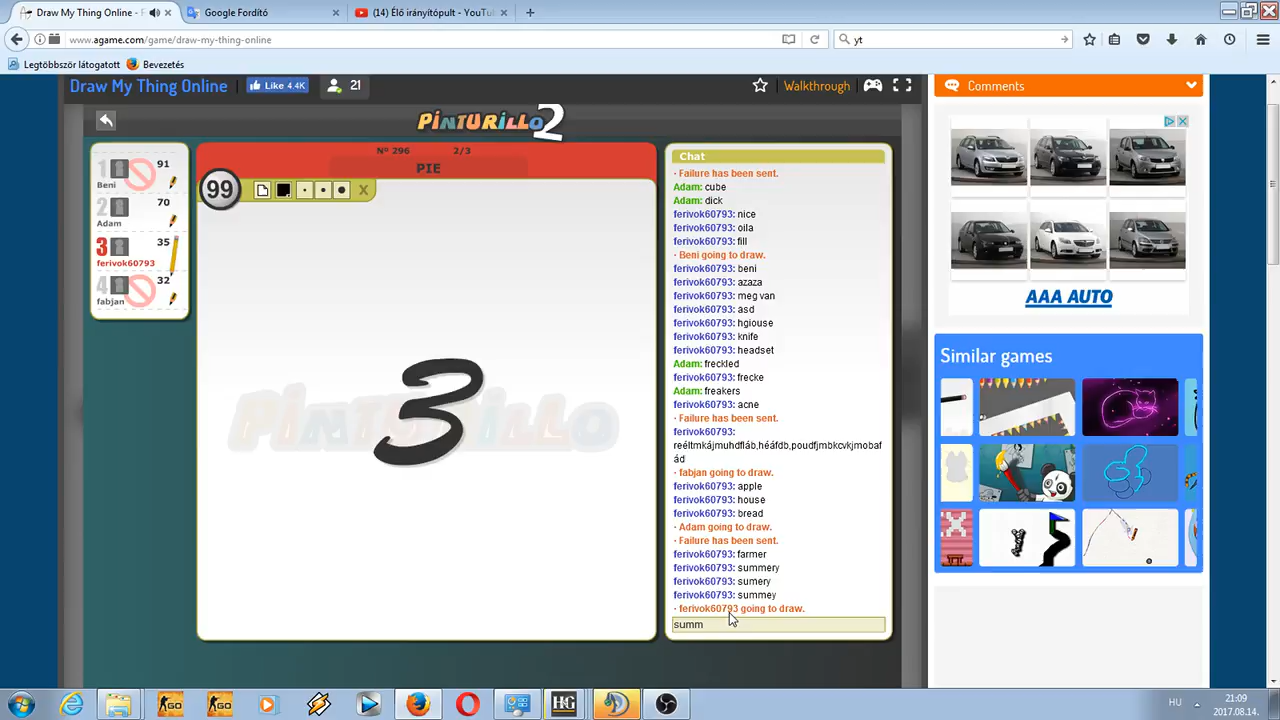 Draw My Thing Online - F
Google Fordító
(14) Élő irányítópult - YouTub
www.agame.com/game/draw-my-thing-online
yt
Legtöbbször látogatott
Bevezetés
Draw My Thing Online
Like 4.4K
21
Walkthrough
Comments
PINTURILLO 2
Nº 296
2/3
PIE
99
1
91
Beni
2
70
Adam
3
35
ferivok60793
4
32
fabjan
PINTURILLO
3
Chat
· Failure has been sent.
Adam: cube
Adam: dick
ferivok60793: nice
ferivok60793: oila
ferivok60793: fill
· Beni going to draw.
ferivok60793: beni
ferivok60793: azaza
ferivok60793: meg van
ferivok60793: asd
ferivok60793: hgiouse
ferivok60793: knife
ferivok60793: headset
Adam: freckled
ferivok60793: frecke
Adam: freakers
ferivok60793: acne
· Failure has been sent.
ferivok60793:
reéltmkájmuhdfláb,héáfdb,poudfjmbkcvkjmobaf
ád
· fabjan going to draw.
ferivok60793: apple
ferivok60793: house
ferivok60793: bread
· Adam going to draw.
· Failure has been sent.
ferivok60793: farmer
ferivok60793: summery
ferivok60793: sumery
ferivok60793: summey
· ferivok60793 going to draw.
summ
AAA AUTO
Similar games
GO
GO
HG
HU
21:09
2017.08.14.